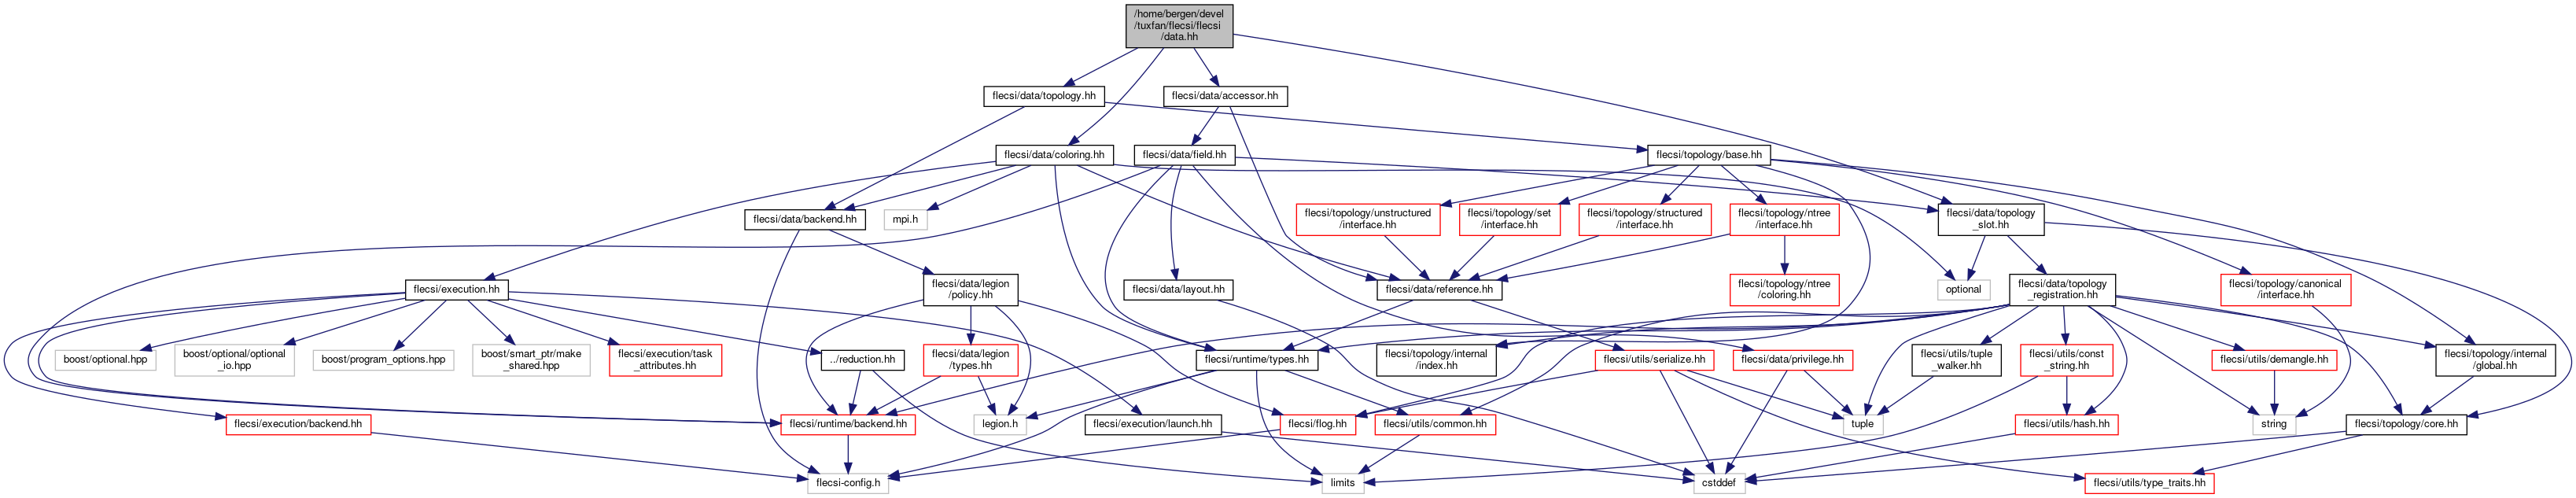 /home/bergen/devel
/tuxfan/flecsi/flecsi
/data.hh
flecsi/data/topology.hh
flecsi/data/accessor.hh
flecsi/data/coloring.hh
flecsi/data/field.hh
flecsi/topology/base.hh
flecsi/data/backend.hh
mpi.h
flecsi/topology/unstructured
/interface.hh
flecsi/topology/set
/interface.hh
flecsi/topology/structured
/interface.hh
flecsi/topology/ntree
/interface.hh
flecsi/data/topology
_slot.hh
flecsi/execution.hh
flecsi/data/legion
/policy.hh
flecsi/data/layout.hh
flecsi/data/reference.hh
flecsi/topology/ntree
/coloring.hh
optional
flecsi/data/topology
_registration.hh
flecsi/topology/canonical
/interface.hh
boost/optional.hpp
boost/optional/optional
_io.hpp
boost/program_options.hpp
boost/smart_ptr/make
_shared.hpp
flecsi/execution/task
_attributes.hh
../reduction.hh
flecsi/data/legion
/types.hh
flecsi/runtime/types.hh
flecsi/topology/internal
/index.hh
flecsi/utils/serialize.hh
flecsi/data/privilege.hh
flecsi/utils/tuple
_walker.hh
flecsi/utils/const
_string.hh
flecsi/utils/demangle.hh
flecsi/topology/internal
/global.hh
flecsi/execution/backend.hh
flecsi/runtime/backend.hh
legion.h
flecsi/execution/launch.hh
flecsi/flog.hh
flecsi/utils/common.hh
tuple
flecsi/utils/hash.hh
string
flecsi/topology/core.hh
flecsi-config.h
limits
cstddef
flecsi/utils/type_traits.hh